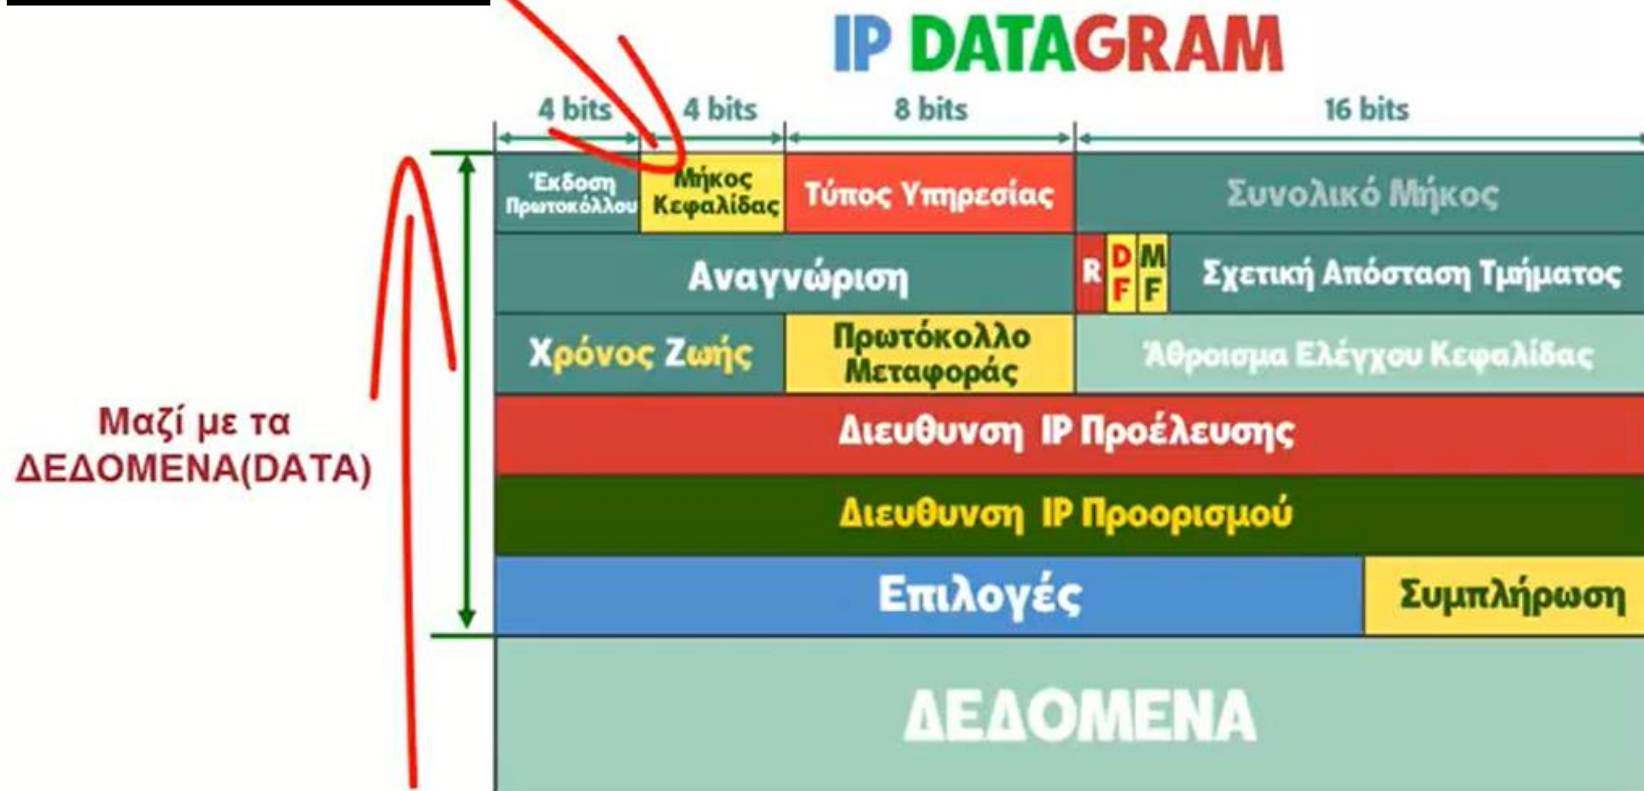 IP DATAGRAM
4 bits 4 bits 8 bits 16 bits
Έκδοση
Πρωτοκόλλου
Μήκος
Κεφαλίδας
Τύπος Υπηρεσίας
Συνολικό Μήκος
Αναγνώριση
R
D
F
M
F
Σχετική Απόσταση Τμήματος
Χρόνος Ζωής
Πρωτόκολλο
Μεταφοράς
Άθροισμα Ελέγχου Κεφαλίδας
Μαζί με τα
ΔΕΔΟΜΕΝΑ(DATA)
Διευθυνση IP Προέλευσης
Διευθυνση IP Προορισμού
Επιλογές
Συμπλήρωση
ΔΕΔΟΜΕΝΑ